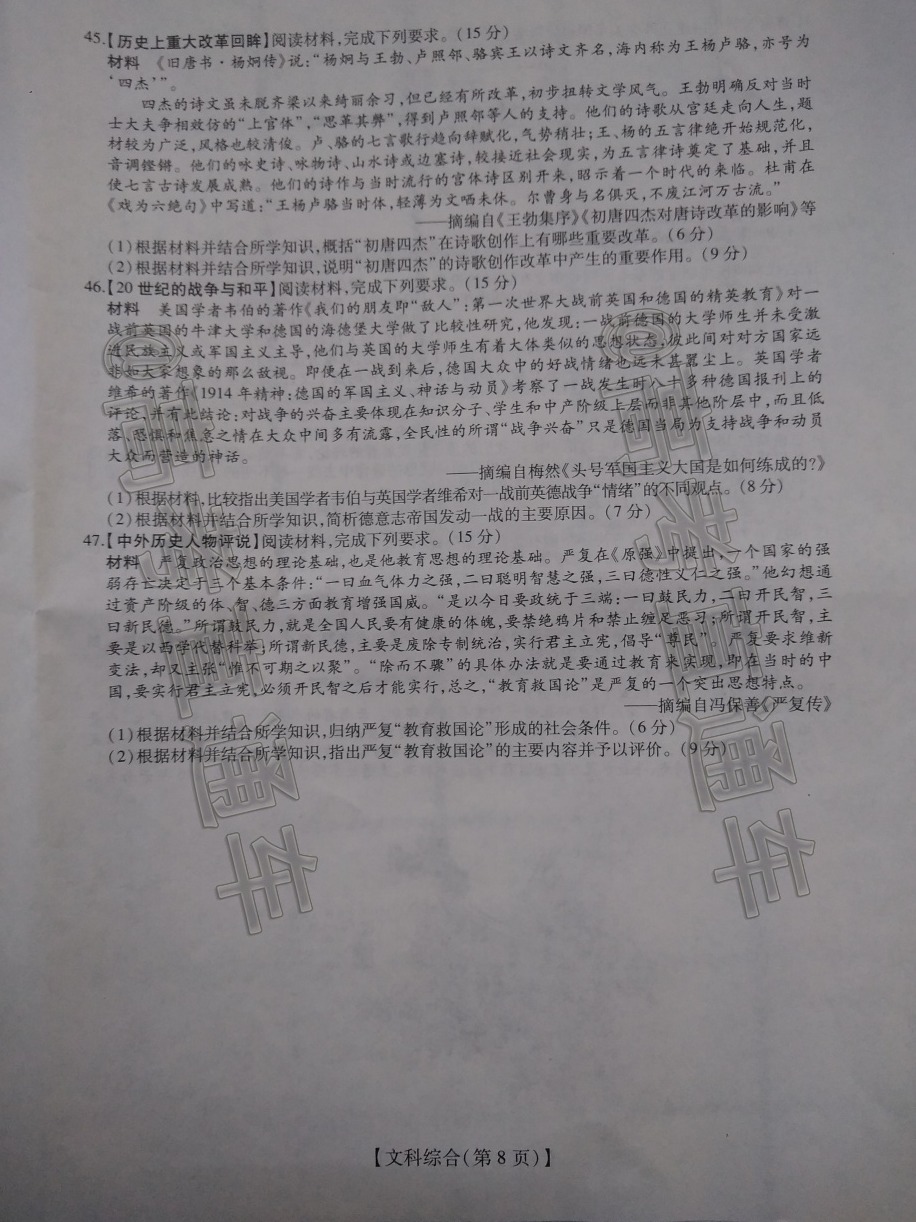 45.【历史上重大改革回眸】阅读材料,完成下列要求。(15 分)
材料　《旧唐书·杨炯传》说:“杨炯与王勃、卢照邻、骆宾王以诗文齐名,海内称为王杨卢骆,亦号为
‘四杰’”。
四杰的诗文虽未脱齐梁以来绮丽余习,但已经有所改革,初步扭转文学风气。王勃明确反对当时
士大夫争相效仿的“上官体”,“思革其弊”,得到卢照邻等人的支持。他们的诗歌从宫廷走向人生,题
材较为广泛,风格也较清俊。卢、骆的七言歌行趋向辞赋化,气势稍壮;王、杨的五言律绝开始规范化,
音调铿锵。他们的咏史诗、咏物诗、山水诗或边塞诗,较接近社会现实,为五言律诗奠定了基础,并且
使七言古诗发展成熟。他们的诗作与当时流行的宫体诗区别开来,昭示着一个时代的来临。杜甫在
《戏为六绝句》中写道:“王杨卢骆当时体,轻薄为文哂未休。尔曹身与名俱灭,不废江河万古流。”
——摘编自《王勃集序》《初唐四杰对唐诗改革的影响》等
(1)根据材料并结合所学知识,概括“初唐四杰”在诗歌创作上有哪些重要改革。(6 分)
(2)根据材料并结合所学知识,说明“初唐四杰”的诗歌创作改革中产生的重要作用。(9 分)
46.【20 世纪的战争与和平】阅读材料,完成下列要求。(15 分)
材料　美国学者韦伯的著作《我们的朋友即“敌人”:第一次世界大战前英国和德国的精英教育》对一
战前英国的牛津大学和德国的海德堡大学做了比较性研究,他发现:一战前德国的大学师生并未受激
进民族主义或军国主义主导,他们与英国的大学师生有着大体类似的思想状态,彼此间对对方国家远
非如大家想象的那么敌视。即便在一战到来后,德国大众中的好战情绪也远未甚嚣尘上。英国学者
维希的著作《1914 年精神:德国的军国主义、神话与动员》考察了一战发生时八十多种德国报刊上的
评论,并有此结论:对战争的兴奋主要体现在知识分子、学生和中产阶级上层而非其他阶层中,而且低
落、恐惧和焦虑之情在大众中间多有流露,全民性的所谓“战争兴奋”只是德国当局为支持战争和动员
大众而营造的神话。
——摘编自梅然《头号军国主义大国是如何练成的?》
(1)根据材料,比较指出美国学者韦伯与英国学者维希对一战前英德战争“情绪”的不同观点。(8 分)
(2)根据材料并结合所学知识,简析德意志帝国发动一战的主要原因。(7 分)
47.【中外历史人物评说】阅读材料,完成下列要求。(15 分)
材料　严复政治思想的理论基础,也是他教育思想的理论基础。严复在《原强》中提出,一个国家的强
弱存亡决定于三个基本条件:“一曰血气体力之强,二曰聪明智慧之强,三曰德性义仁之强。”他幻想通
过资产阶级的体、智、德三方面教育增强国威。“是以今日要政统于三端:一曰鼓民力,二曰开民智,三
曰新民德。”所谓鼓民力,就是全国人民要有健康的体魄,要禁绝鸦片和禁止缠足恶习;所谓开民智,主
要是以西学代替科举;所谓新民德,主要是废除专制统治,实行君主立宪,倡导“尊民”。严复要求维新
变法,却又主张“惟不可期之以聚”。“除而不骤”的具体办法就是要通过教育来实现,即在当时的中
国,要实行君主立宪,必须开民智之后才能实行,总之,“教育救国论”是严复的一个突出思想特点。
——摘编自冯保善《严复传》
(1)根据材料并结合所学知识,归纳严复“教育救国论”形成的社会条件。(6 分)
(2)根据材料并结合所学知识,指出严复“教育救国论”的主要内容并予以评价。(9 分)
【文科综合(第 8 页)】